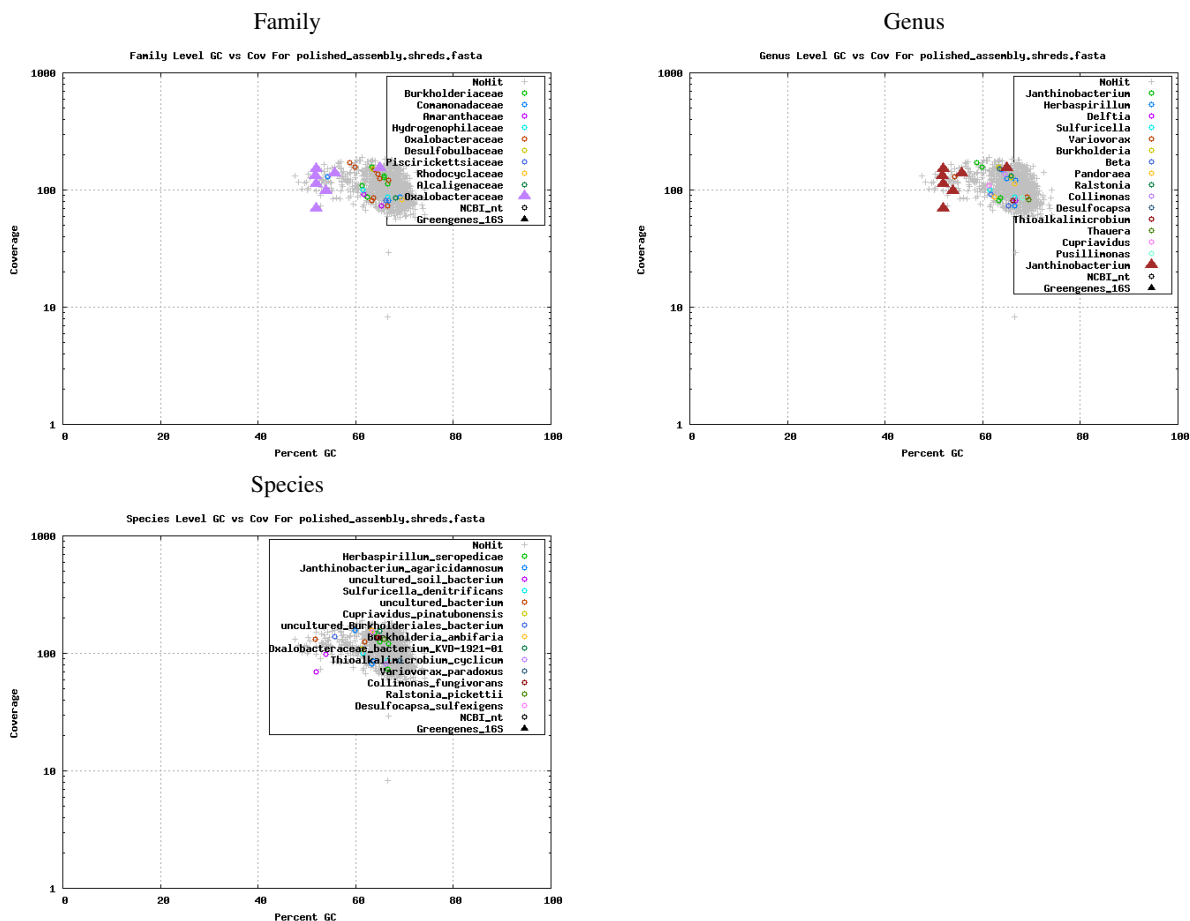 Family
Genus
Family Level GC vs Cov For polished_assembly.shreds.fasta
Genus Level GC vs Cov For polished_assembly.shreds.fasta
1000
100
10
1
Coverage
NoHit
Burkholderiaceae
Comamonadaceae
Amaranthaceae
Hydrogenophilaceae
Oxalobacteraceae
Desulfobulbaceae
Piscirickettsiaceae
Rhodocyclaceae
Alcaligenaceae
Oxalobacteraceae
NCBI_nt
Greengenes_16S
0 20 40 60 80 100
Percent GC
1000
100
10
1
Coverage
NoHit
Janthinobacterium
Herbaspirillum
Delftia
Sulfuricella
Variovorax
Burkholderia
Beta
Pandoraea
Ralstonia
Collimonas
Desulfocapsa
Thioalkalimicrobium
Thauera
Cupriavidus
Pusillimonas
Janthinobacterium
NCBI_nt
Greengenes_16S
0 20 40 60 80 100
Percent GC
Species
Species Level GC vs Cov For polished_assembly.shreds.fasta
1000
100
10
1
Coverage
NoHit
Herbaspirillum_seropedicae
Janthinobacterium_agaricidamnosum
uncultured_soil_bacterium
Sulfuricella_denitrificans
uncultured_bacterium
Cupriavidus_pinatubonensis
uncultured_Burkholderiales_bacterium
Burkholderia_ambifaria
Oxalobacteraceae_bacterium_KVD-1921-01
Thioalkalimicrobium_cyclicum
Variovorax_paradoxus
Collimonas_fungivorans
Ralstonia_pickettii
Desulfocapsa_sulfexigens
NCBI_nt
Greengenes_16S
0 20 40 60 80 100
Percent GC